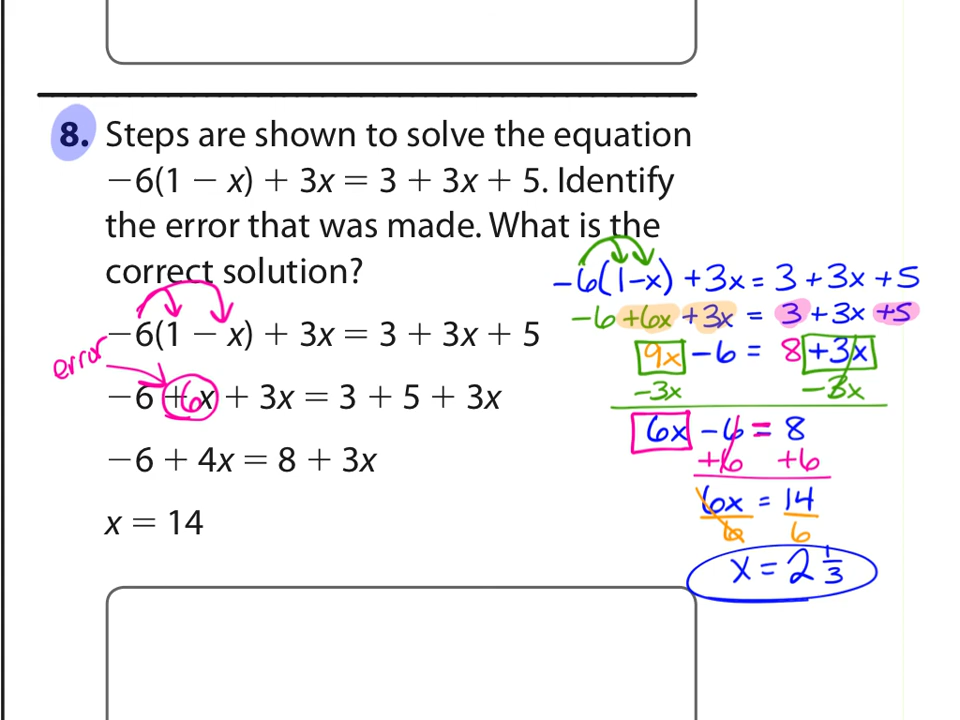 8. Steps are shown to solve the equation
−6(1 − x) + 3x = 3 + 3x + 5. Identify
the error that was made. What is the
correct solution?
−6(1 − x) + 3x = 3 + 3x + 5
error
−6 + 6x + 3x = 3 + 5 + 3x
−6 + 4x = 8 + 3x
x = 14
−6(1−x) +3x = 3 +3x +5
−6 +6x +3x = 3 +3x +5
9x −6 = 8 +3x
−3x −3x
6x −6 = 8
+6 +6
6x = 14
6 6
x = 2 1/3